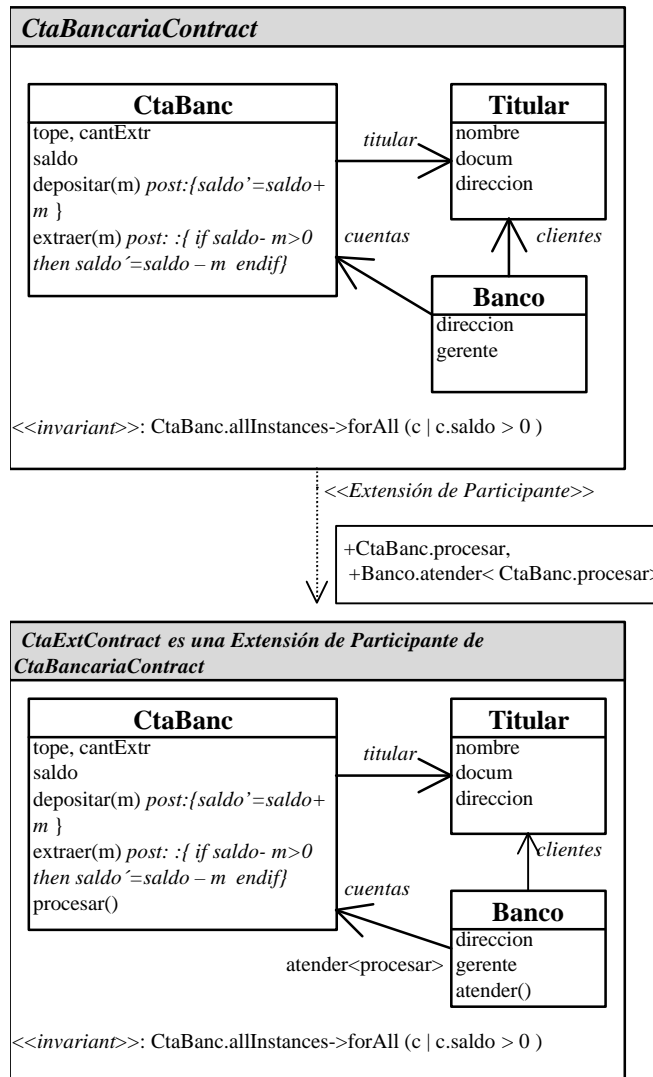 CtaBancariaContract
CtaBanc
tope, cantExtr
saldo
depositar(m) post:{saldo’=saldo+
m }
extraer(m) post: :{ if saldo- m>0
then saldo´=saldo – m endif}
titular
Titular
nombre
docum
direccion
cuentas
clientes
Banco
direccion
gerente
<<invariant>>: CtaBanc.allInstances->forAll (c | c.saldo > 0 )
<<Extensión de Participante>>
+CtaBanc.procesar,
+Banco.atender< CtaBanc.procesar>
CtaExtContract es una Extensión de Participante de
CtaBancariaContract
CtaBanc
tope, cantExtr
saldo
depositar(m) post:{saldo’=saldo+
m }
extraer(m) post: :{ if saldo- m>0
then saldo´=saldo – m endif}
procesar()
titular
Titular
nombre
docum
direccion
cuentas
clientes
atender<procesar>
Banco
direccion
gerente
atender()
<<invariant>>: CtaBanc.allInstances->forAll (c | c.saldo > 0 )